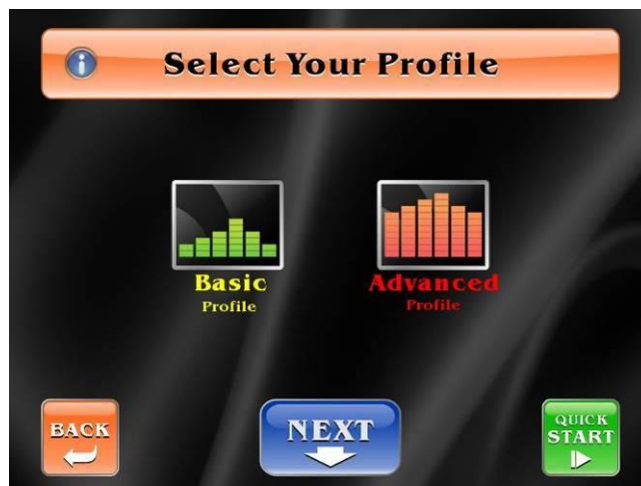 Select Your Profile
Basic
Profile
Advanced
Profile
BACK
NEXT
QUICK
START